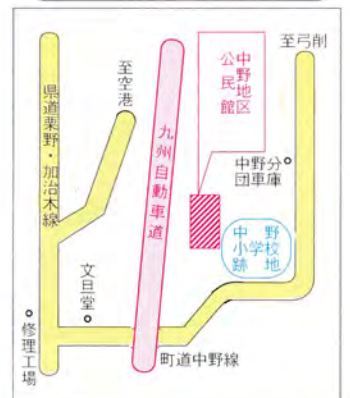 至弓削
中野地区
公民館
至空港
県道栗野・加治木線
九州自動車道
中野分
団車庫
中野
小学校
跡地
文旦堂
修理工場
町道中野線